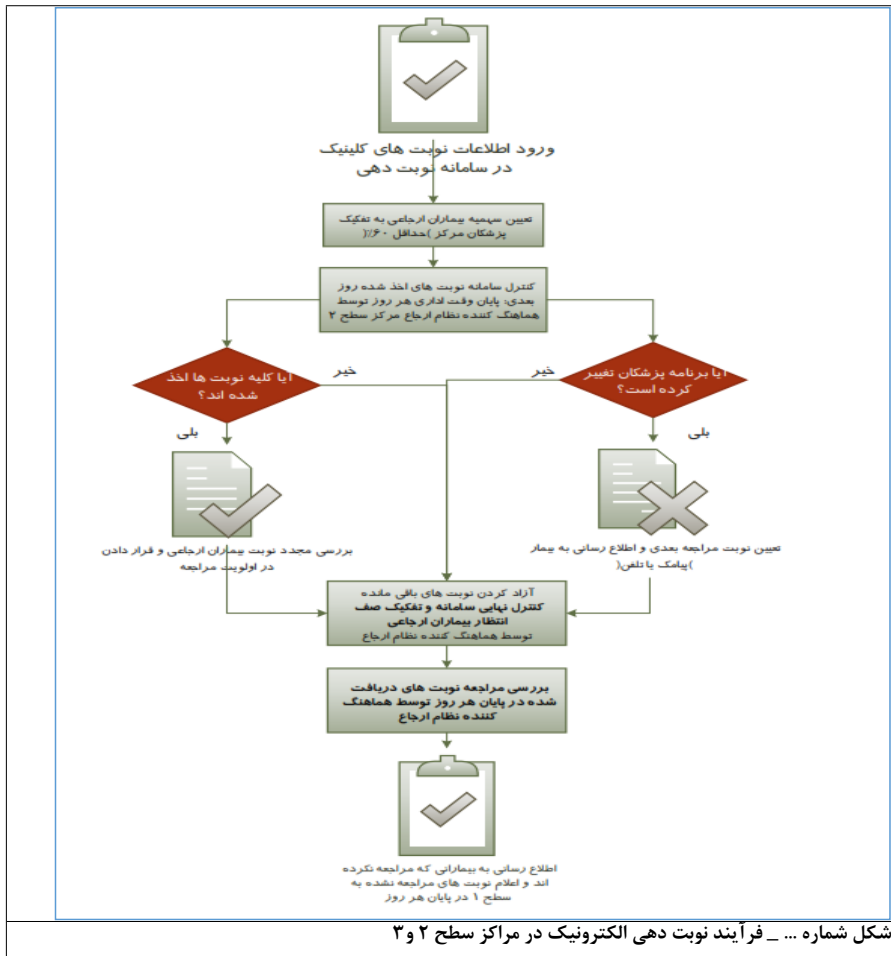 ورود اطلاعات نوبت های کلینیک
در سامانه نوبت دهی
تعیین سهمیه بیماران ارجاعی به تفکیک
پزشکان مرکز )حداقل ۶۰٪(
کنترل سامانه نوبت های اخذ شده روز
بعدی: پایان وقت اداری هر روز توسط
هماهنگ کننده نظام ارجاع مرکز سطح ۲
آیا برنامه پزشکان تغییر
کرده است؟
خیر
بلی
آیا کلیه نوبت ها اخذ
شده اند؟
خیر
بلی
تعیین نوبت مراجعه بعدی و اطلاع رسانی به بیمار
)پیامک یا تلفن(
بررسی مجدد نوبت بیماران ارجاعی و قرار دادن
در اولویت مراجعه
آزاد کردن نوبت های باقی مانده
کنترل نهایی سامانه و تفکیک صف
انتظار بیماران ارجاعی
توسط هماهنگ کننده نظام ارجاع
بررسی مراجعه نوبت های دریافت
شده در پایان هر روز توسط هماهنگ
کننده نظام ارجاع
اطلاع رسانی به بیمارانی که مراجعه نکرده
اند و اعلام نوبت های مراجعه نشده به
سطح ۱ در پایان هر روز
شکل شماره ... _ فرآیند نوبت دهی الکترونیک در مراکز سطح ۲ و۳